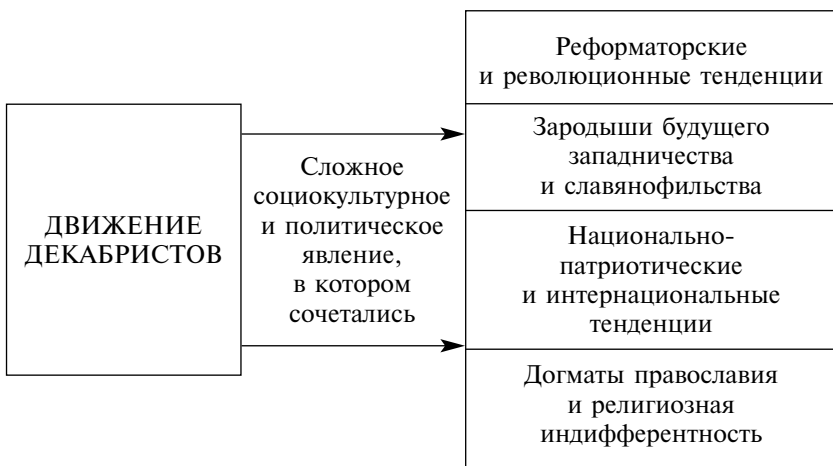 ДВИЖЕНИЕ
ДЕКАБРИСТОВ
Сложное
социокультурное
и политическое
явление,
в котором
сочетались
Реформаторские
и революционные тенденции
Зародыши будущего
западничества
и славянофильства
Национально-
патриотические
и интернациональные
тенденции
Догматы православия
и религиозная
индифферентность